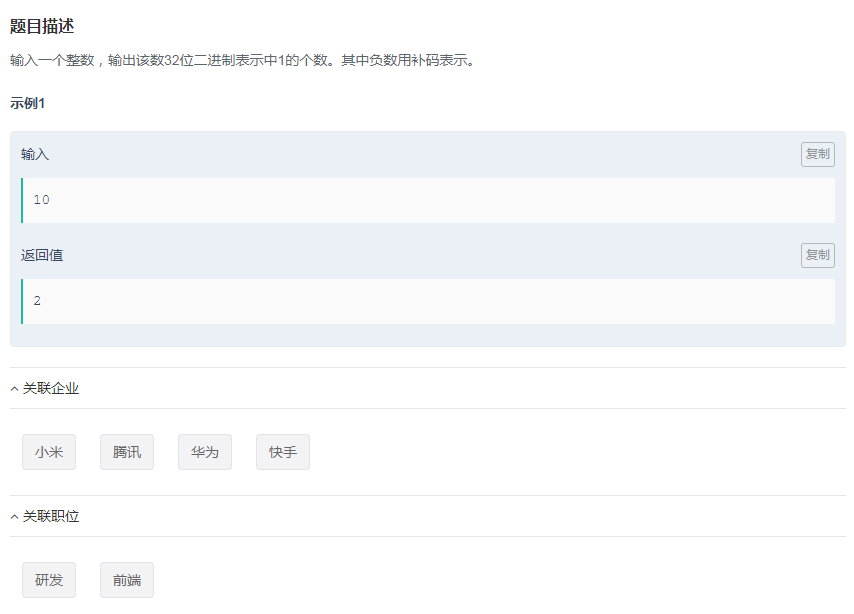 题目描述
输入一个整数，输出该数32位二进制表示中1的个数。其中负数用补码表示。
示例1
输入
复制
10
返回值
复制
2
关联企业
小米 腾讯 华为 快手
关联职位
研发 前端